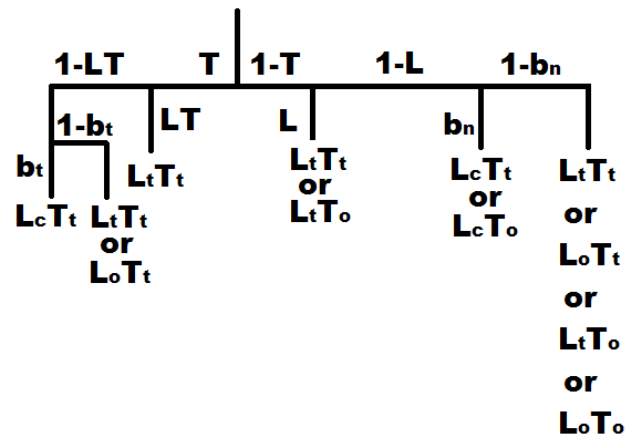 1-LT T 1-T 1-L 1-bn
1-bt LT L bn
bt LtTt LtTt LcTt LtTt
or or or
LcTt LtTt LtTo LcTo LoTt
or or
LoTt LtTo
or
LoTo